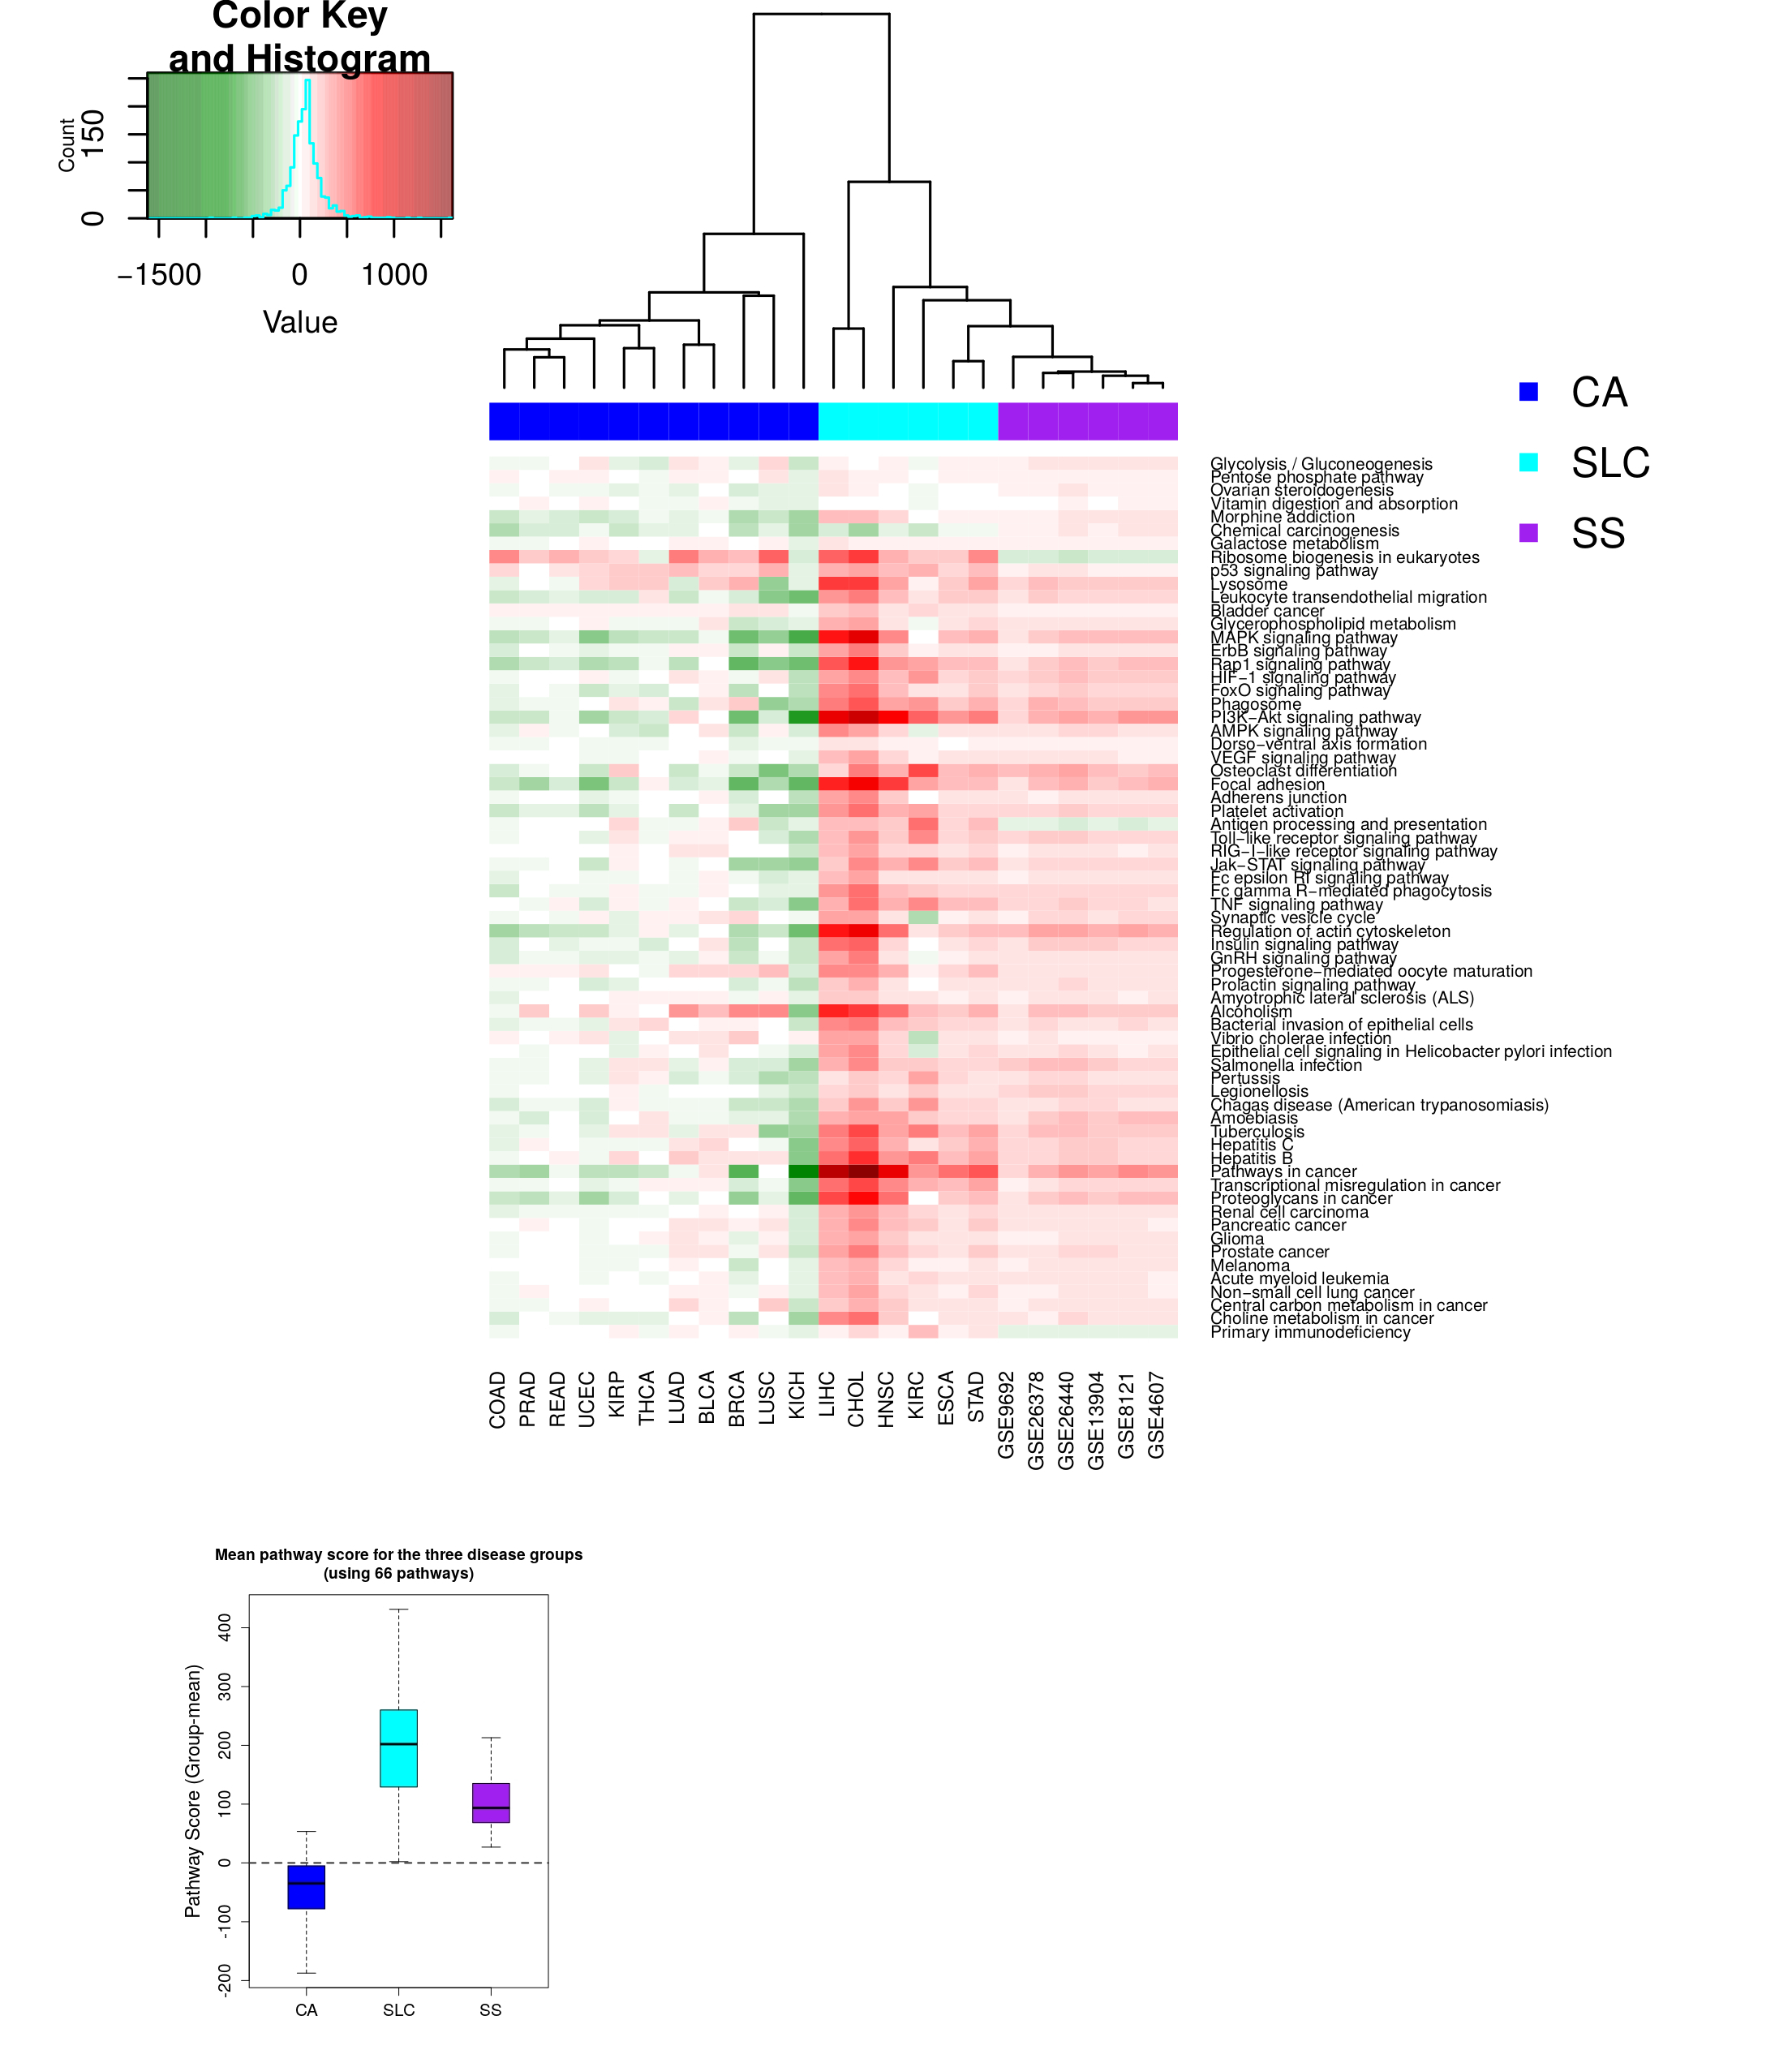 Color Key
and Histogram
Count
0
150
−1500
0
1000
Value
CA
SLC
SS
Glycolysis / Gluconeogenesis
Pentose phosphate pathway
Ovarian steroidogenesis
Vitamin digestion and absorption
Morphine addiction
Chemical carcinogenesis
Galactose metabolism
Ribosome biogenesis in eukaryotes
p53 signaling pathway
Lysosome
Leukocyte transendothelial migration
Bladder cancer
Glycerophospholipid metabolism
MAPK signaling pathway
ErbB signaling pathway
Rap1 signaling pathway
HIF−1 signaling pathway
FoxO signaling pathway
Phagosome
PI3K−Akt signaling pathway
AMPK signaling pathway
Dorso−ventral axis formation
VEGF signaling pathway
Osteoclast differentiation
Focal adhesion
Adherens junction
Platelet activation
Antigen processing and presentation
Toll−like receptor signaling pathway
RIG−I−like receptor signaling pathway
Jak−STAT signaling pathway
Fc epsilon RI signaling pathway
Fc gamma R−mediated phagocytosis
TNF signaling pathway
Synaptic vesicle cycle
Regulation of actin cytoskeleton
Insulin signaling pathway
GnRH signaling pathway
Progesterone−mediated oocyte maturation
Prolactin signaling pathway
Amyotrophic lateral sclerosis (ALS)
Alcoholism
Bacterial invasion of epithelial cells
Vibrio cholerae infection
Epithelial cell signaling in Helicobacter pylori infection
Salmonella infection
Pertussis
Legionellosis
Chagas disease (American trypanosomiasis)
Amoebiasis
Tuberculosis
Hepatitis C
Hepatitis B
Pathways in cancer
Transcriptional misregulation in cancer
Proteoglycans in cancer
Renal cell carcinoma
Pancreatic cancer
Glioma
Prostate cancer
Melanoma
Acute myeloid leukemia
Non−small cell lung cancer
Central carbon metabolism in cancer
Choline metabolism in cancer
Primary immunodeficiency
COAD
PRAD
READ
UCEC
KIRP
THCA
LUAD
BLCA
BRCA
LUSC
KICH
LIHC
CHOL
HNSC
KIRC
ESCA
STAD
GSE9692
GSE26378
GSE26440
GSE13904
GSE8121
GSE4607
Mean pathway score for the three disease groups
(using 66 pathways)
Pathway Score (Group-mean)
400
300
200
100
0
-100
-200
CA
SLC
SS